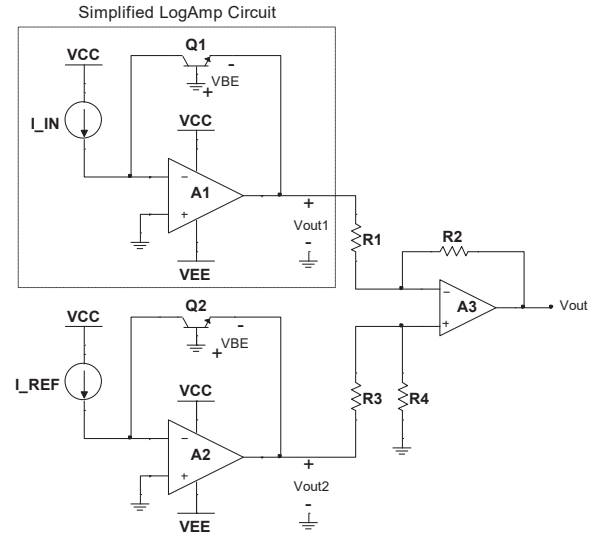 Simplified LogAmp Circuit
Q1
VCC
-
VBE
+
I_IN
VCC
-
A1
+
+
Vout1
-
R1
R2
VEE
-
A3
+
Vout
VCC
Q2
-
VBE
+
I_REF
VCC
R3
R4
-
A2
+
+
Vout2
-
VEE